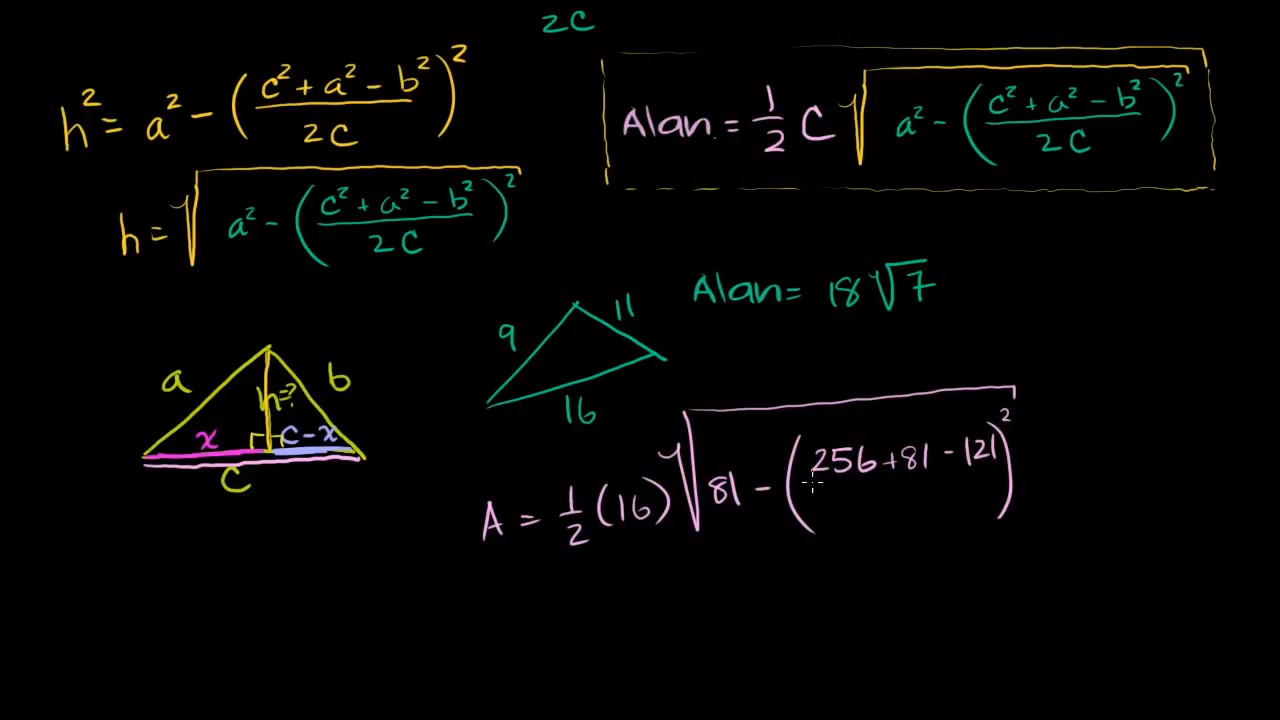 2C
h² = a² - ((c² + a² - b²) / 2C)²
Alan = 1/2 C √(a² - ((c² + a² - b²) / 2C)²)
h = √(a² - ((c² + a² - b²) / 2C)²)
Alan = 18√7
9
11
16
a
b
h=?
x
C-x
C
A = 1/2 (16) √(81 - (256+81-121)²)